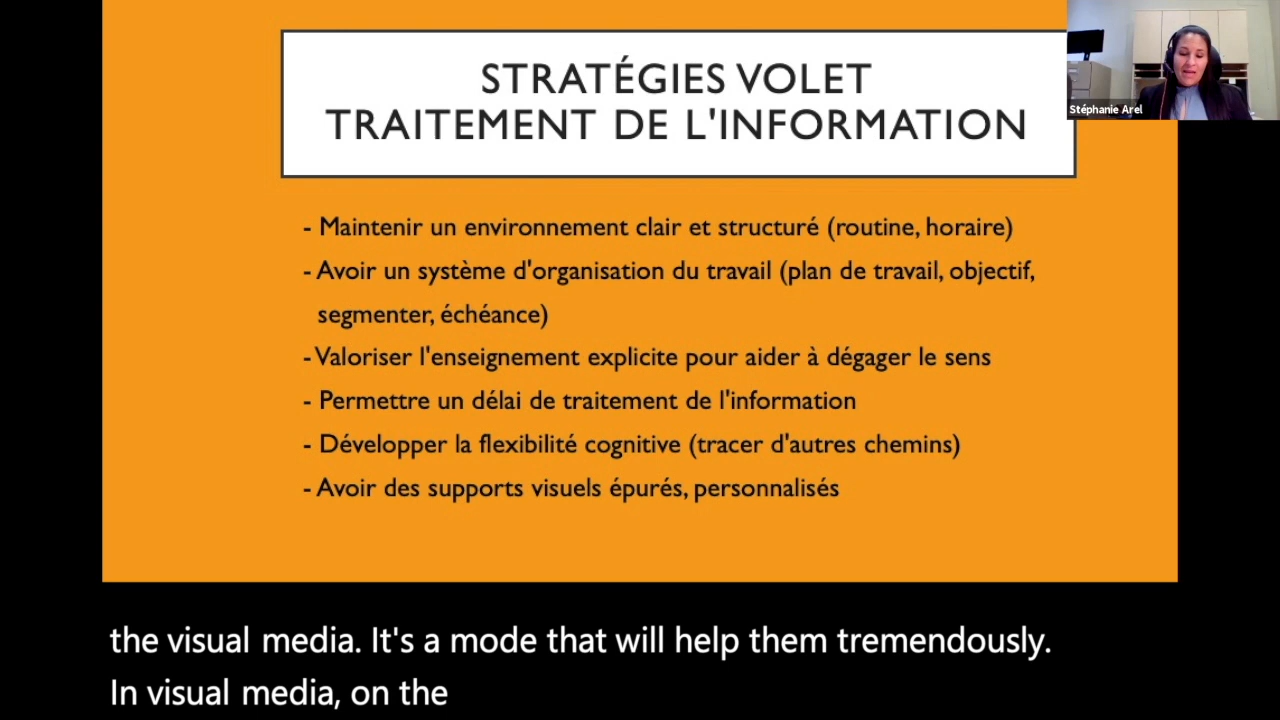 STRATÉGIES VOLET
TRAITEMENT DE L'INFORMATION
Stéphanie Arel
- Maintenir un environnement clair et structuré (routine, horaire)
- Avoir un système d'organisation du travail (plan de travail, objectif,
segmenter, échéance)
- Valoriser l'enseignement explicite pour aider à dégager le sens
- Permettre un délai de traitement de l'information
- Développer la flexibilité cognitive (tracer d'autres chemins)
- Avoir des supports visuels épurés, personnalisés
the visual media. It's a mode that will help them tremendously.
In visual media, on the